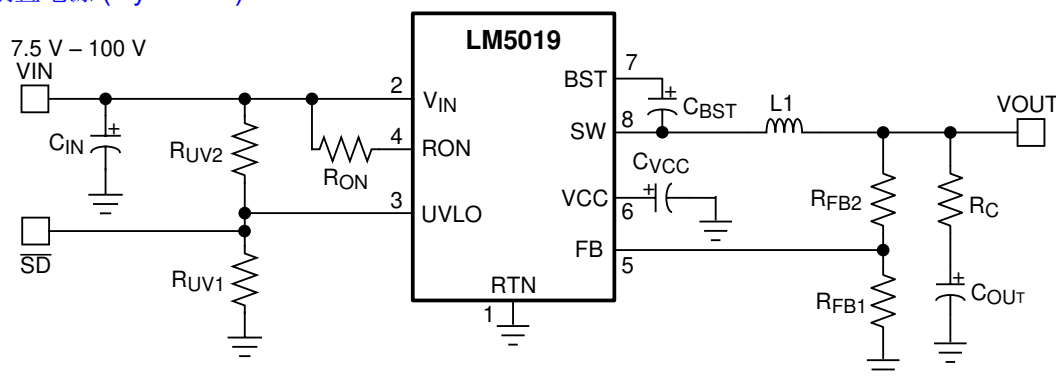 LM5019
7.5 V – 100 V
VIN
CIN
RUV2
RON
SD
RUV1
2
VIN
4
RON
3
UVLO
RTN
1
BST
7
SW
8
VCC
6
FB
5
CBST
CVCC
L1
VOUT
RFB2
RC
RFB1
COUT